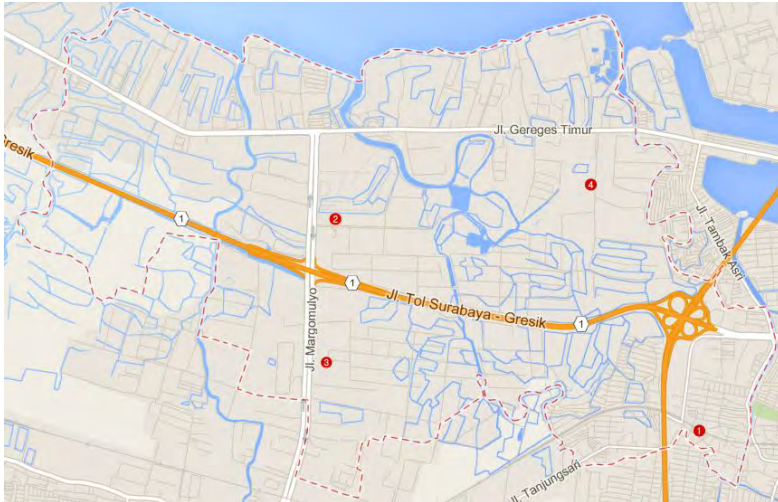 Jl. Gereges Timur
Gresik
4
1
2
Jl. Tambak Asri
1
Jl. Tol Surabaya - Gresik
1
Jl. Margomulyo
3
1
Jl. Tanjungsari